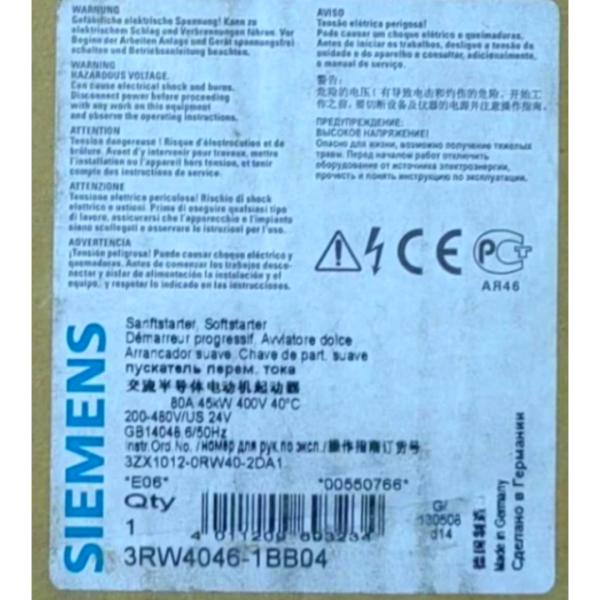 WARNUNG
Gefährliche elektrische Spannung! Kann zu
elektrischem Schlag und Verbrennungen führen. Vor
Beginn der Arbeiten Anlage und Gerät spannungsfrei
schalten und Betriebsanleitung beachten.
WARNING
HAZARDOUS VOLTAGE.
Can cause electrical shock and burns.
Disconnect power before proceeding
with any work on this equipment
and observe the operating instructions.
ATTENTION
Tension dangereuse ! Risque d'électrocution et de
brûlure. Avant d'y intervenir pour travaux, mettre
l'installation ou l'appareil hors tension, et tenir
compte des instructions de service.
ATTENZIONE
Tensione elettrica pericolosa! Rischio di shock
elettrico e ustioni. Prima di eseguire qualsiasi tipo
di lavoro, assicurarsi che l'apparecchio e l'impianto
siano scollegati e osservare le istruzioni per l'uso.
ADVERTENCIA
¡Tensión peligrosa! Puede causar choque eléctrico y
quemaduras. Antes de comenzar los trabajos desco-
nectar y aislar de alimentación la instalación y el
equipo, y respetar lo indicado en las instrucciones.
AVISO
Tensão elétrica perigosa!
Pode causar um choque elétrico e queimaduras.
Antes de iniciar os trabalhos, desligue a tensão da
unidade e do aparelho e consultar, adicionalmente,
o manual de serviço.
警告:
危险的电压!有导致电击和灼伤的危险。开始工
作之前,要切断设备及仪器的电源并注意操作指南。
ПРЕДУПРЕЖДЕНИЕ:
ВЫСОКОЕ НАПРЯЖЕНИЕ.
Опасно для жизни, возможно получение тяжелых
травм. Перед началом работ отключить
оборудование от источника электроэнергии,
прочесть и понять инструкцию по эксплуатации.
CE
АЯ46
SIEMENS
Sanftstarter, Softstarter
Démarreur progressif, Avviatore dolce
Arrancador suave, Chave de part. suave
пускатель перем. тока
交流半导体电动机起动器
80A 45kW 400V 40°C
200-480V/US 24V
GB14048.6/50Hz
Instr.Ord.No. /номер для рук.по эксп./操作指南订货号
3ZX1012-0RW40-2DA1
*E06* *00550766*
Qty
1
G/
130508
d14
3RW4046-1BB04
德国制造
Made in Germany
Сделано в Германии